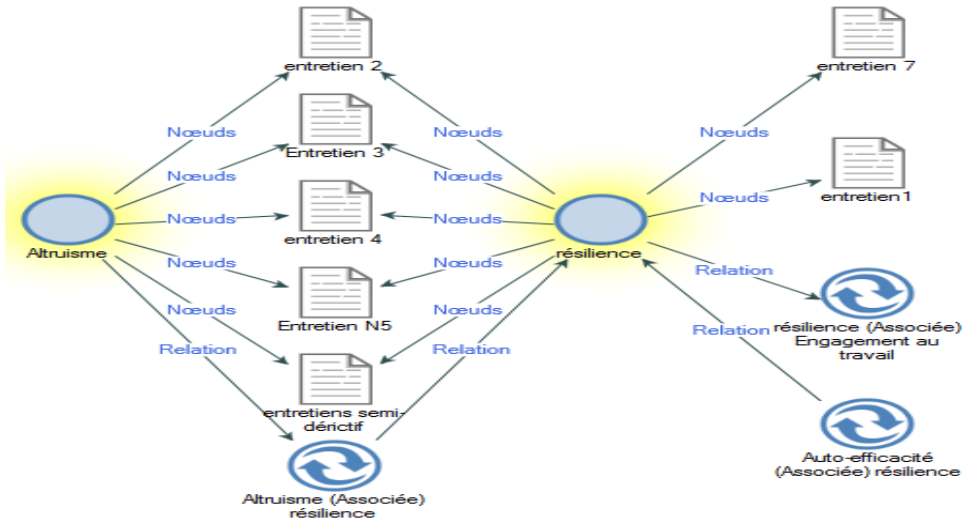 entretien 2
entretien 7
Nœuds
Nœuds
Nœuds
Entretien 3
Nœuds
Nœuds
Nœuds
entretien1
Nœuds
Nœuds
entretien 4
Altruisme
résilience
Nœuds
Nœuds
Relation
Entretien N5
Nœuds
Nœuds
résilience (Associée)
Engagement au
travail
Relation
Relation
Relation
entretiens semi-
dérictif
Auto-efficacité
(Associée) résilience
Altruisme (Associée)
résilience